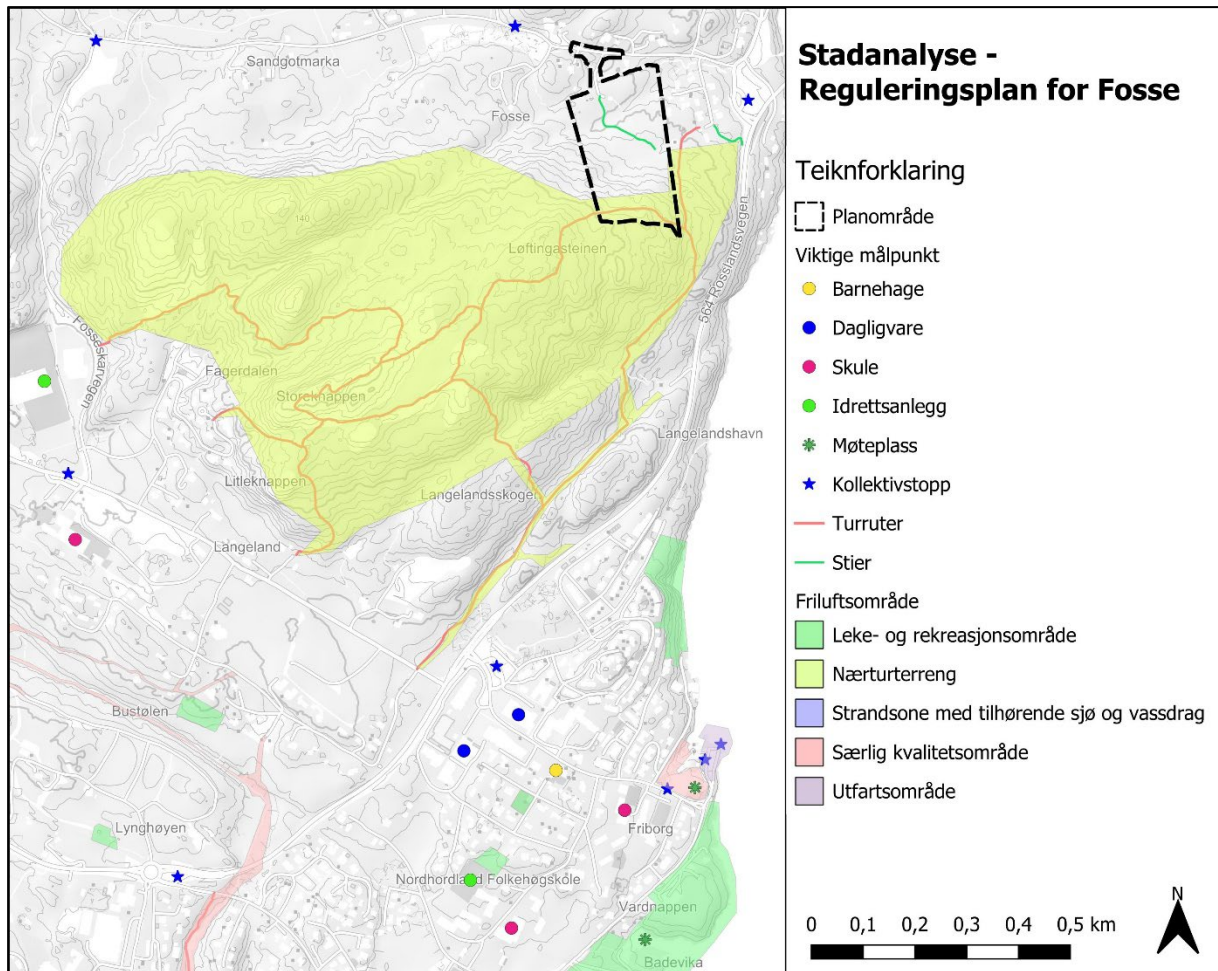 Sandgotmarka
Fosse
140
Løftingasteinen
564 Rosslandsvegen
Fosseskarvegen
Fagerdalen
Storeknappen
Langelandshavn
Litleknappen
Langelandsskogen
Langeland
Bustølen
Lynghøyen
Friborg
Nordhordland Folkehøgskole
Vardnappen
Badevika
Stadanalyse -
Reguleringsplan for Fosse
Teiknforklaring
Planområde
Viktige målpunkt
Barnehage
Dagligvare
Skule
Idrettsanlegg
Møteplass
Kollektivstopp
Turruter
Stier
Friluftsområde
Leke- og rekreasjonsområde
Nærturterreng
Strandsone med tilhørende sjø og vassdrag
Særlig kvalitetsområde
Utfartsområde
N
0 0,1 0,2 0,3 0,4 0,5 km